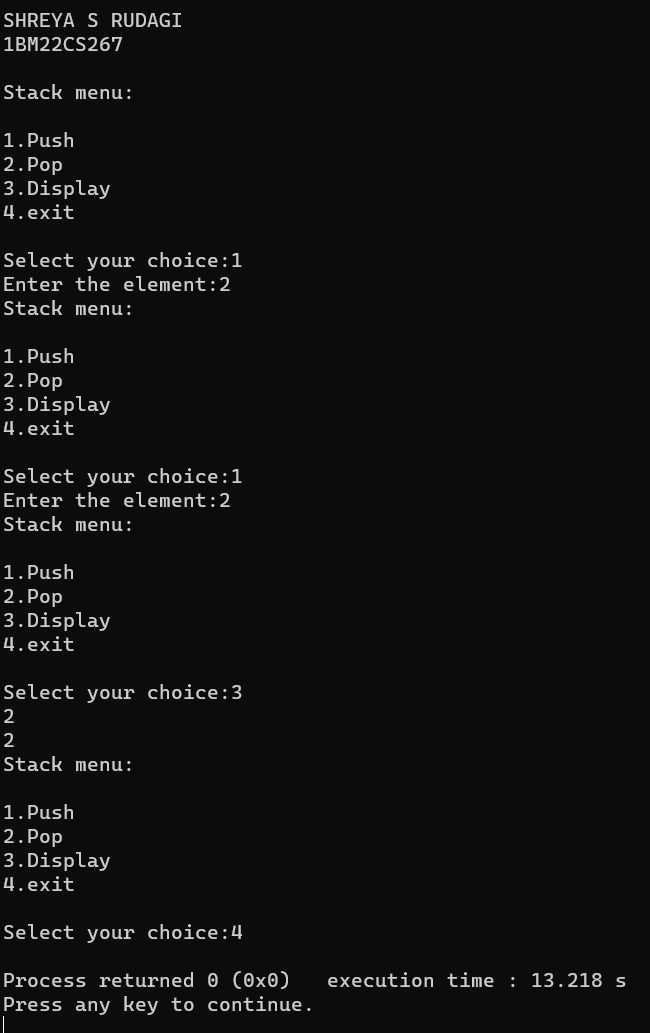 SHREYA S RUDAGI
1BM22CS267
Stack menu:
1.Push
2.Pop
3.Display
4.exit
Select your choice:1
Enter the element:2
Stack menu:
1.Push
2.Pop
3.Display
4.exit
Select your choice:1
Enter the element:2
Stack menu:
1.Push
2.Pop
3.Display
4.exit
Select your choice:3
2
2
Stack menu:
1.Push
2.Pop
3.Display
4.exit
Select your choice:4
Process returned 0 (0x0)   execution time : 13.218 s
Press any key to continue.